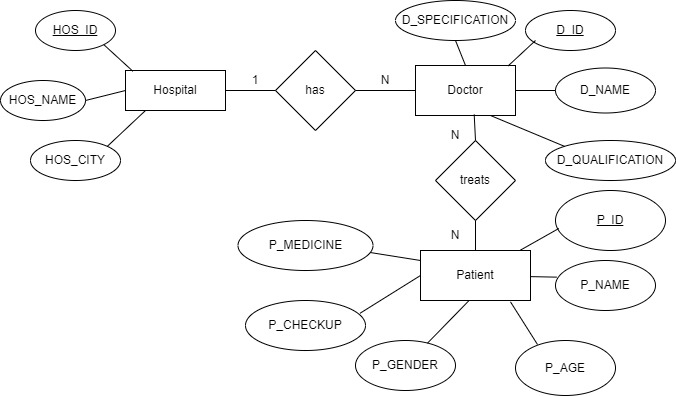 D_SPECIFICATION
HOS_ID
D_ID
Hospital
1
has
N
Doctor
D_NAME
HOS_NAME
N
HOS_CITY
D_QUALIFICATION
treats
P_ID
N
P_MEDICINE
Patient
P_NAME
P_CHECKUP
P_GENDER
P_AGE